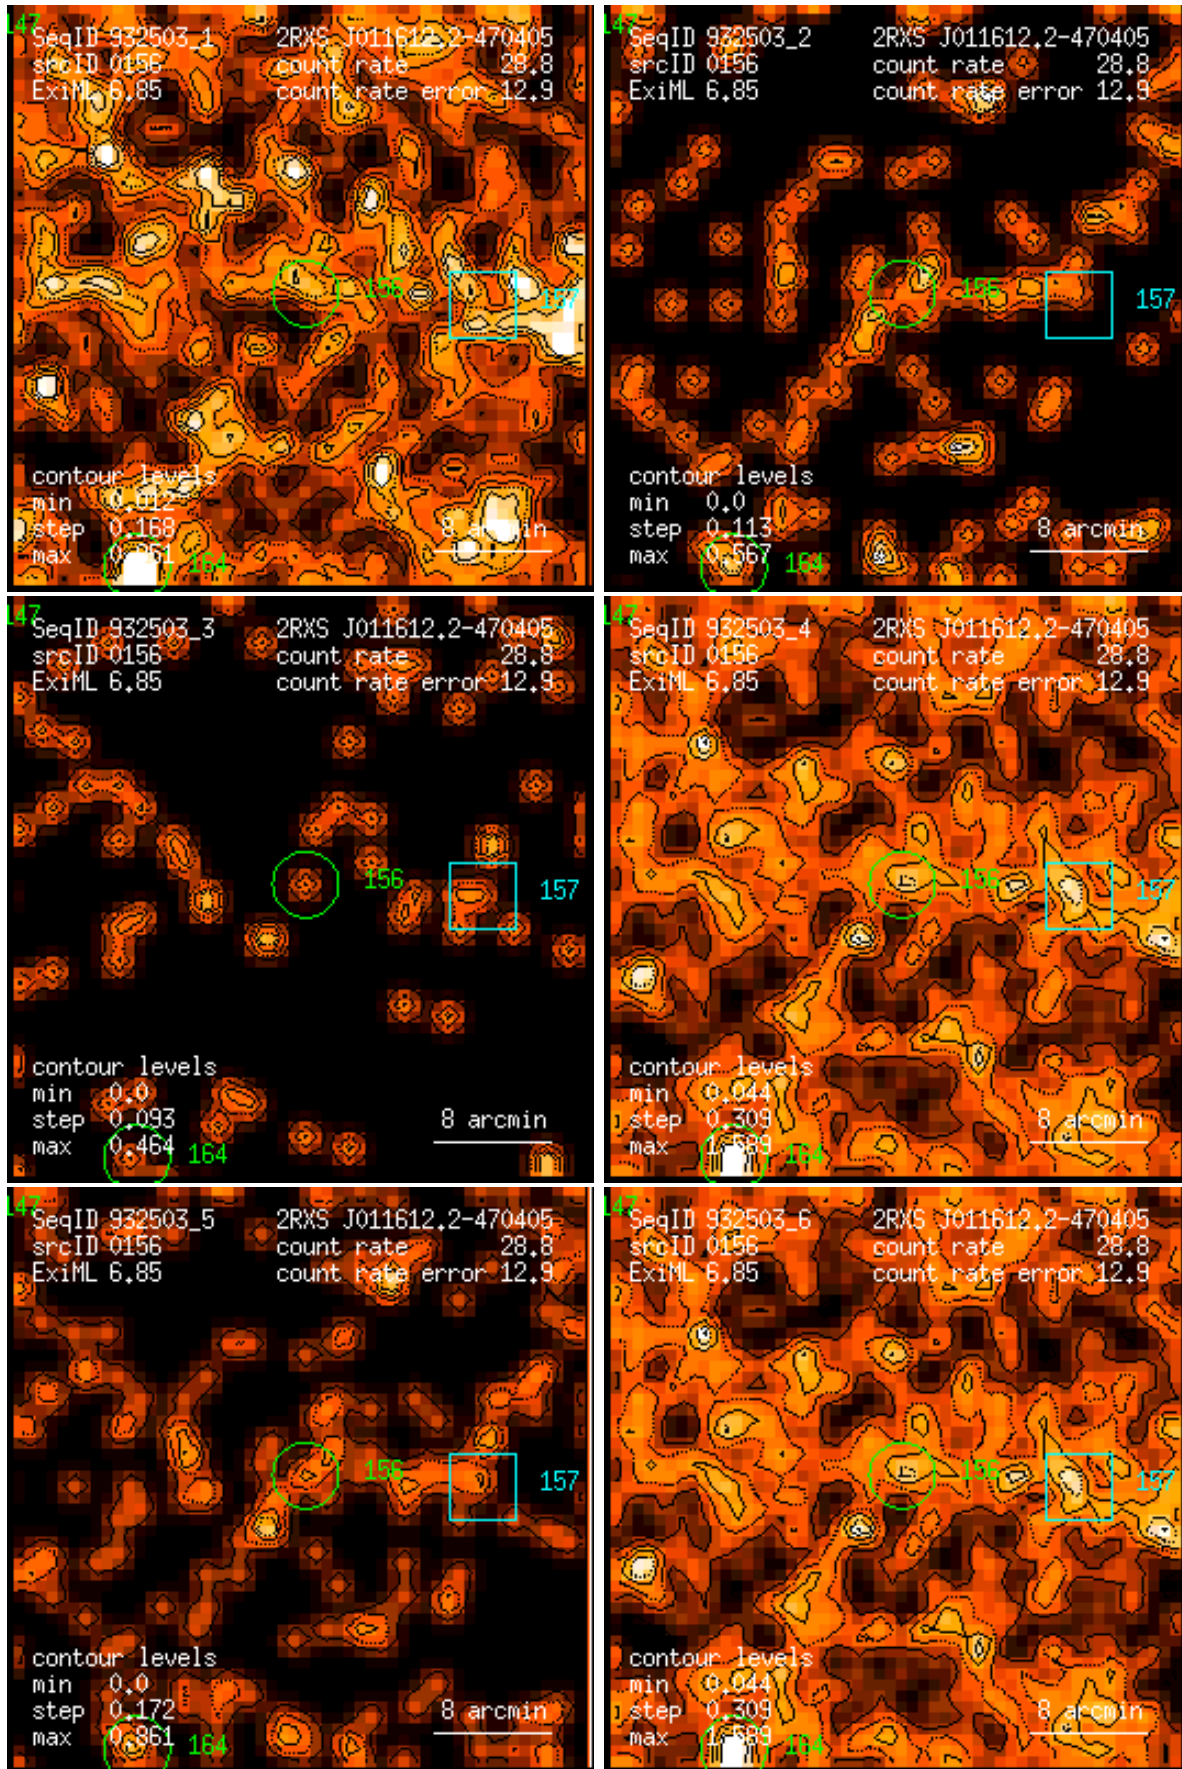 147
SeqID 932503_1 2RXS J011612.2-470405
srcID 0156 count rate 28.8
ExiML 6.85 count rate error 12.9
156
157
contour levels
min 0.012
step 0.168
max 0.861
8 arcmin
164
147
SeqID 932503_2 2RXS J011612.2-470405
srcID 0156 count rate 28.8
ExiML 6.85 count rate error 12.9
156
157
contour levels
min 0.0
step 0.113
max 0.567
8 arcmin
164
147
SeqID 932503_3 2RXS J011612.2-470405
srcID 0156 count rate 28.8
ExiML 6.85 count rate error 12.9
156
157
contour levels
min 0.0
step 0.093
max 0.464
8 arcmin
164
147
SeqID 932503_4 2RXS J011612.2-470405
srcID 0156 count rate 28.8
ExiML 6.85 count rate error 12.9
156
157
contour levels
min 0.044
step 0.309
max 1.589
8 arcmin
164
147
SeqID 932503_5 2RXS J011612.2-470405
srcID 0156 count rate 28.8
ExiML 6.85 count rate error 12.9
156
157
contour levels
min 0.0
step 0.172
max 0.861
8 arcmin
164
147
SeqID 932503_6 2RXS J011612.2-470405
srcID 0156 count rate 28.8
ExiML 6.85 count rate error 12.9
156
157
contour levels
min 0.044
step 0.309
max 1.589
8 arcmin
164